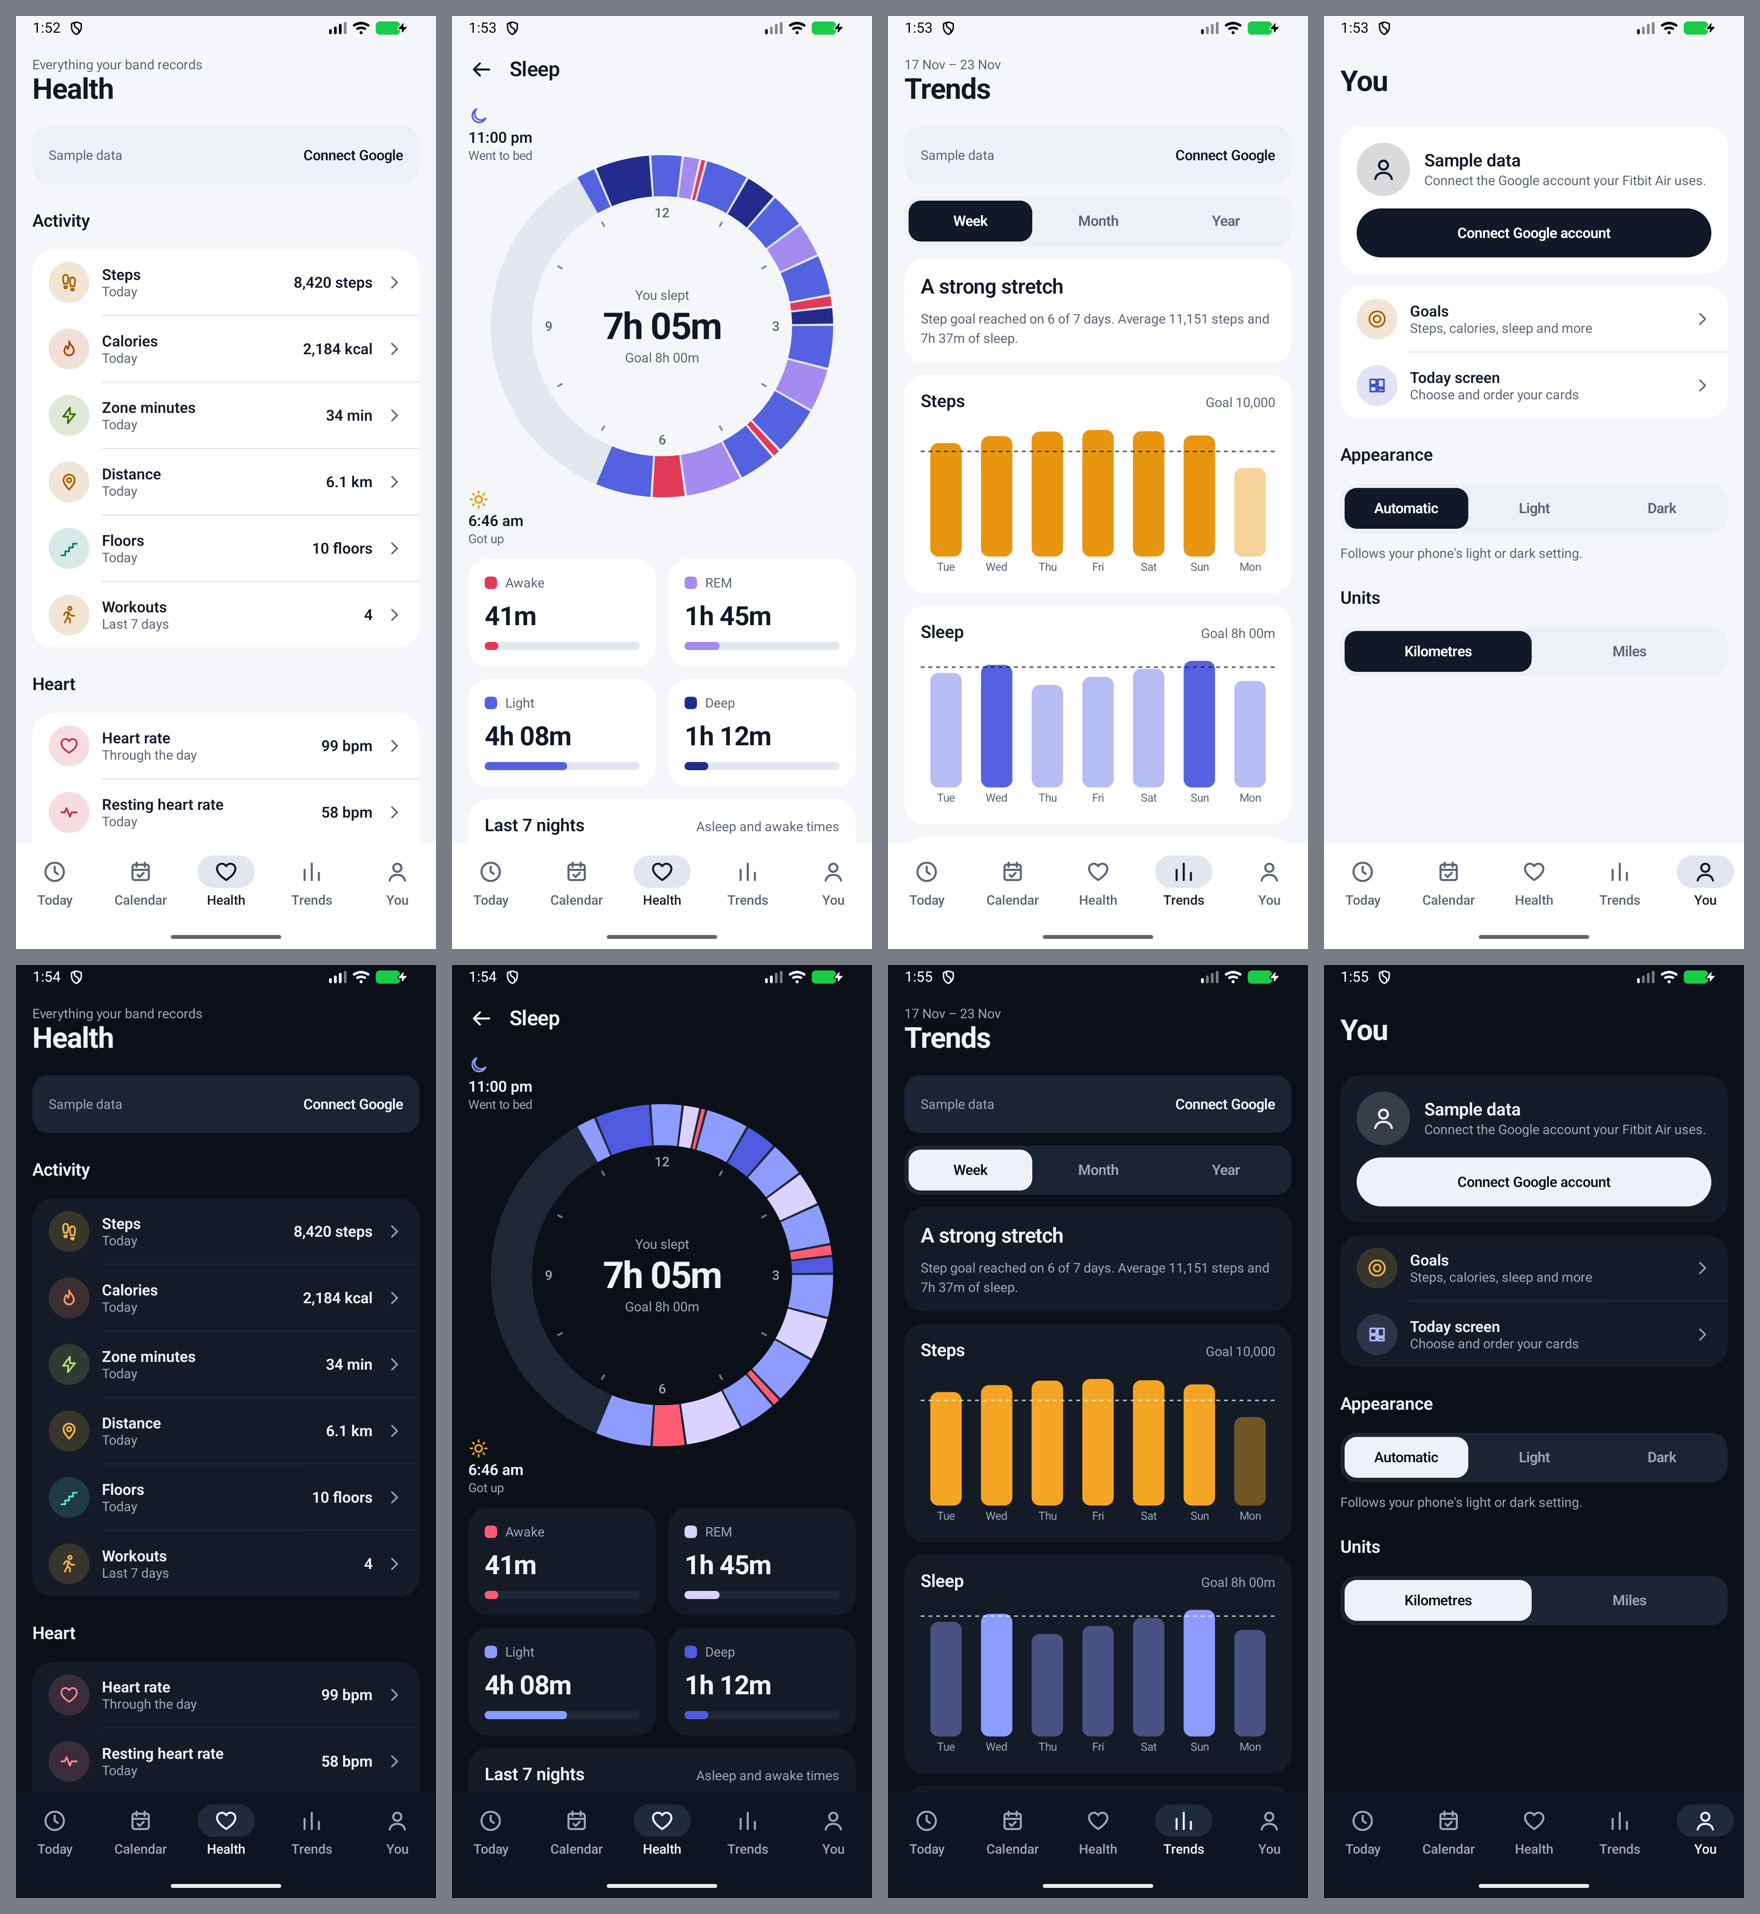 1:52
Everything your band records
Health
Sample data Connect Google
Activity
Steps
Today
8,420 steps
Calories
Today
2,184 kcal
Zone minutes
Today
34 min
Distance
Today
6.1 km
Floors
Today
10 floors
Workouts
Last 7 days
4
Heart
Heart rate
Through the day
99 bpm
Resting heart rate
Today
58 bpm
Today Calendar Health Trends You
1:53
Sleep
11:00 pm
Went to bed
12
3
6
9
You slept
7h 05m
Goal 8h 00m
6:46 am
Got up
Awake
41m
REM
1h 45m
Light
4h 08m
Deep
1h 12m
Last 7 nights Asleep and awake times
Today Calendar Health Trends You
1:53
17 Nov – 23 Nov
Trends
Sample data Connect Google
Week Month Year
A strong stretch
Step goal reached on 6 of 7 days. Average 11,151 steps and
7h 37m of sleep.
Steps Goal 10,000
Tue Wed Thu Fri Sat Sun Mon
Sleep Goal 8h 00m
Tue Wed Thu Fri Sat Sun Mon
Today Calendar Health Trends You
1:53
You
Sample data
Connect the Google account your Fitbit Air uses.
Connect Google account
Goals
Steps, calories, sleep and more
Today screen
Choose and order your cards
Appearance
Automatic Light Dark
Follows your phone's light or dark setting.
Units
Kilometres Miles
Today Calendar Health Trends You
1:54
Everything your band records
Health
Sample data Connect Google
Activity
Steps
Today
8,420 steps
Calories
Today
2,184 kcal
Zone minutes
Today
34 min
Distance
Today
6.1 km
Floors
Today
10 floors
Workouts
Last 7 days
4
Heart
Heart rate
Through the day
99 bpm
Resting heart rate
Today
58 bpm
Today Calendar Health Trends You
1:54
Sleep
11:00 pm
Went to bed
12
3
6
9
You slept
7h 05m
Goal 8h 00m
6:46 am
Got up
Awake
41m
REM
1h 45m
Light
4h 08m
Deep
1h 12m
Last 7 nights Asleep and awake times
Today Calendar Health Trends You
1:55
17 Nov – 23 Nov
Trends
Sample data Connect Google
Week Month Year
A strong stretch
Step goal reached on 6 of 7 days. Average 11,151 steps and
7h 37m of sleep.
Steps Goal 10,000
Tue Wed Thu Fri Sat Sun Mon
Sleep Goal 8h 00m
Tue Wed Thu Fri Sat Sun Mon
Today Calendar Health Trends You
1:55
You
Sample data
Connect the Google account your Fitbit Air uses.
Connect Google account
Goals
Steps, calories, sleep and more
Today screen
Choose and order your cards
Appearance
Automatic Light Dark
Follows your phone's light or dark setting.
Units
Kilometres Miles
Today Calendar Health Trends You